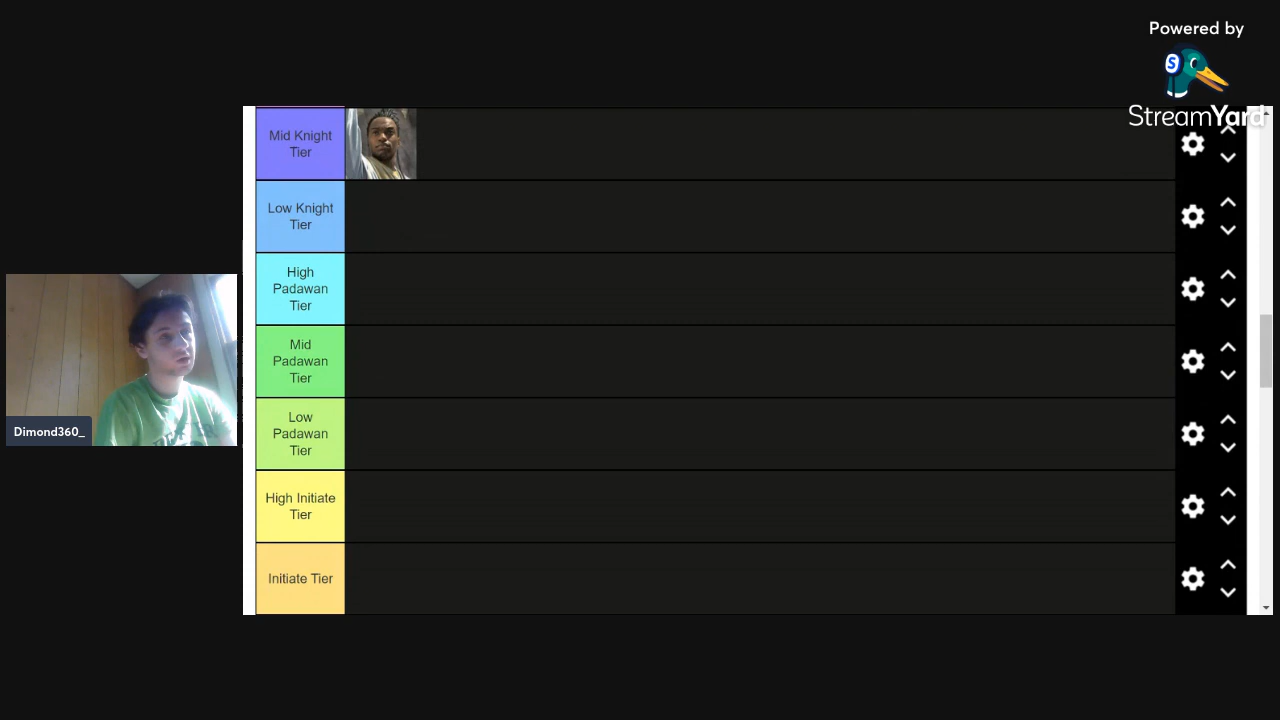 Powered by
StreamYard
Mid Knight
Tier
Low Knight
Tier
High
Padawan
Tier
Mid
Padawan
Tier
Low
Padawan
Tier
High Initiate
Tier
Initiate Tier
Dimond360_